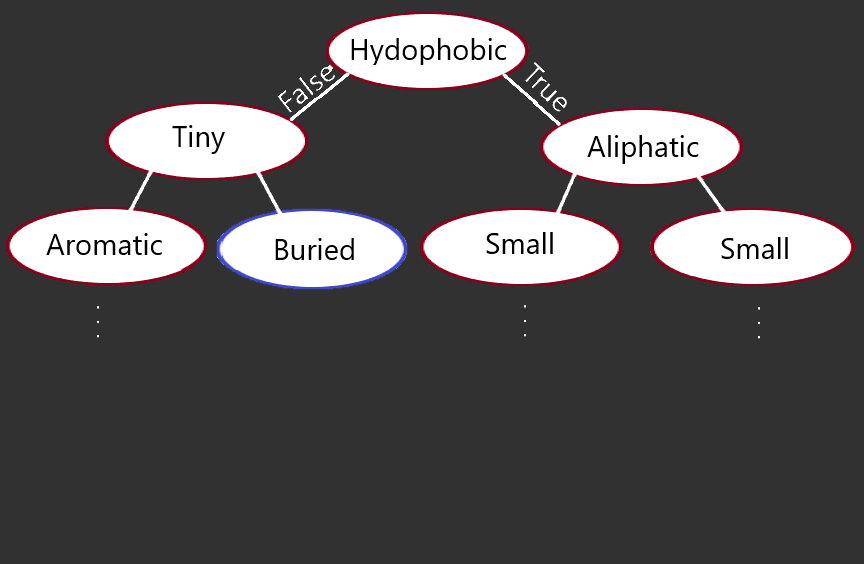 Hydophobic
False
True
Tiny
Aliphatic
Aromatic
Buried
Small
Small